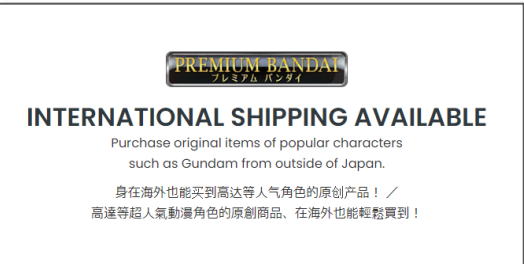 PREMIUM BANDAI
プレミアム バンダイ
INTERNATIONAL SHIPPING AVAILABLE
Purchase original items of popular characters
such as Gundam from outside of Japan.
身在海外也能买到高达等人气角色的原创产品！ ／
高達等超人氣動漫角色的原創商品、在海外也能輕鬆買到！